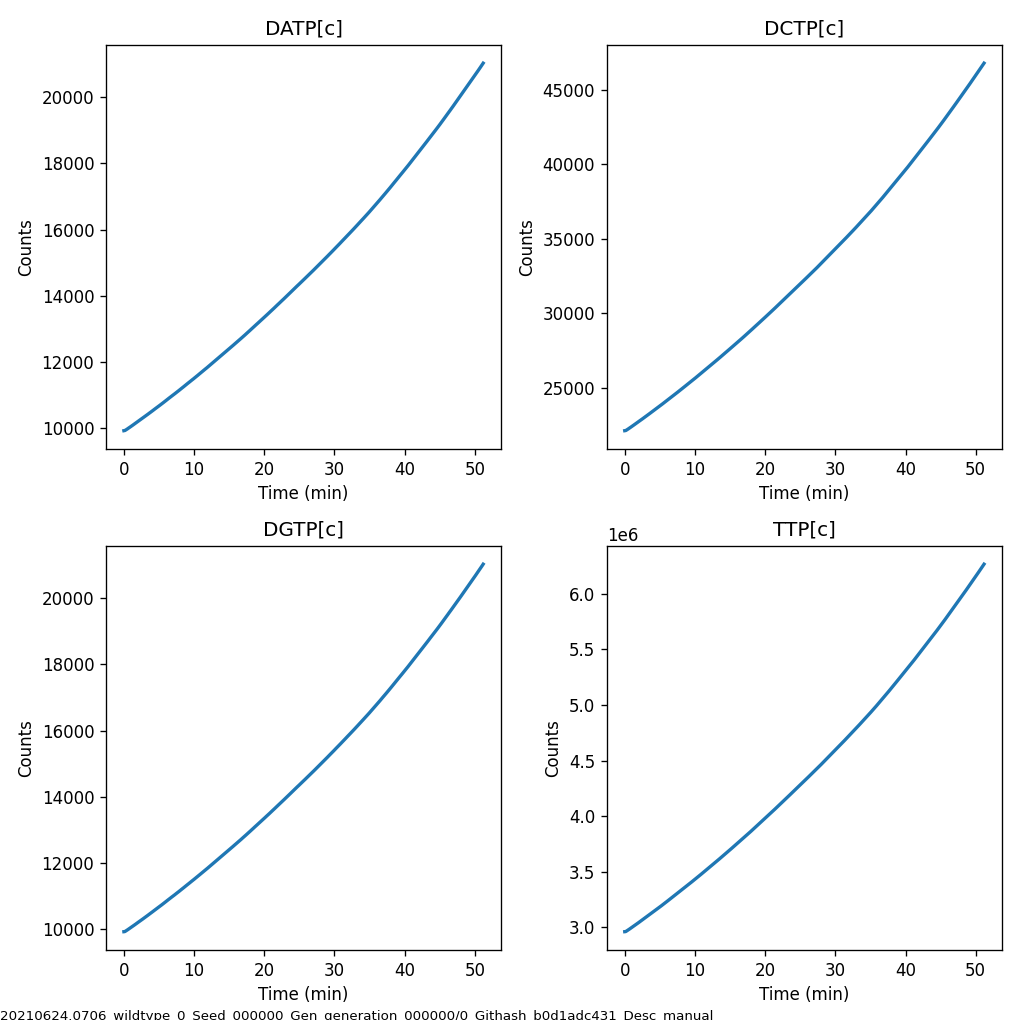 DATP[c]
20000
18000
16000
14000
12000
10000
Counts
0 10 20 30 40 50
Time (min)
DCTP[c]
45000
40000
35000
30000
25000
Counts
0 10 20 30 40 50
Time (min)
DGTP[c]
20000
18000
16000
14000
12000
10000
Counts
0 10 20 30 40 50
Time (min)
1e6
TTP[c]
6.0
5.5
5.0
4.5
4.0
3.5
3.0
Counts
0 10 20 30 40 50
Time (min)
20210624.0706_wildtype_0_Seed_000000_Gen_generation_000000/0_Githash_b0d1adc431_Desc_manual